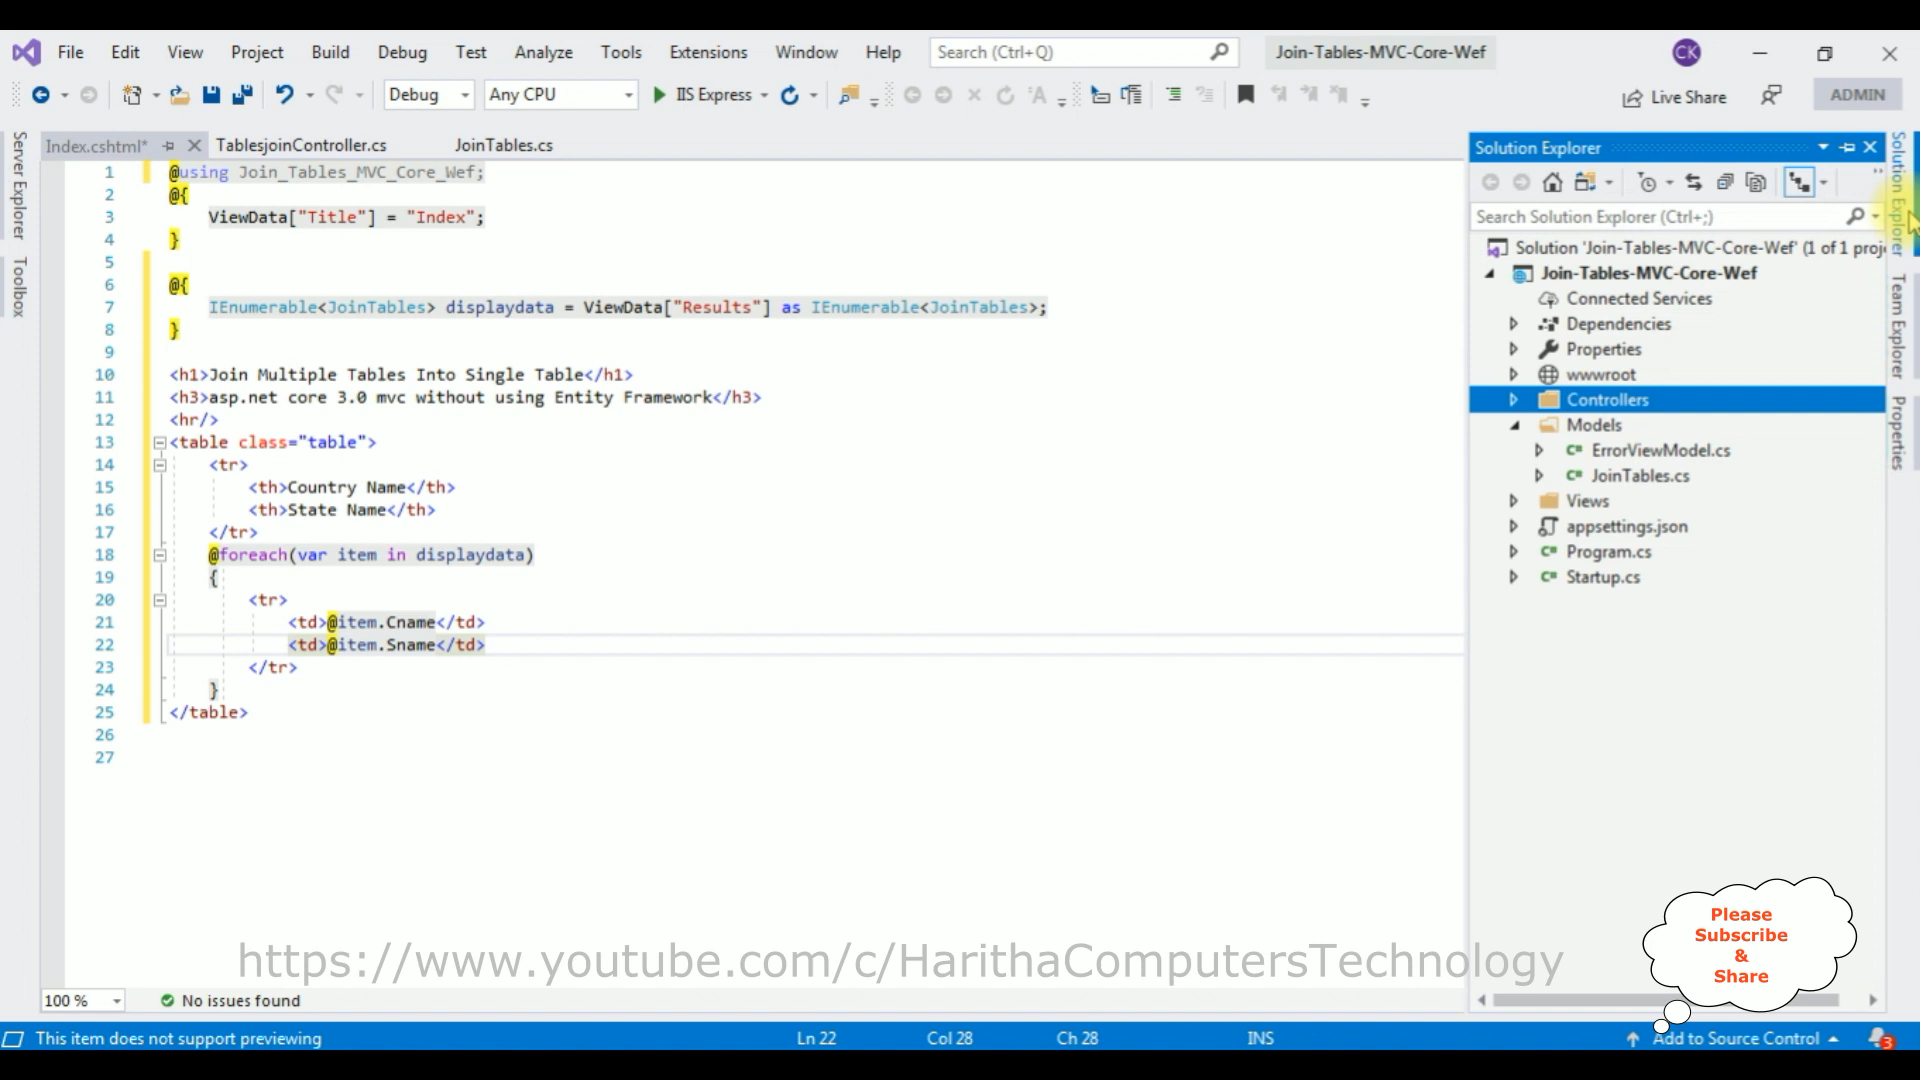 File Edit View Project Build Debug Test Analyze Tools Extensions Window Help Search (Ctrl+Q) Join-Tables-MVC-Core-Wef CK
Debug Any CPU IIS Express Live Share ADMIN
Server Explorer
Toolbox
Index.cshtml* TablesjoinController.cs JoinTables.cs
1 @using Join_Tables_MVC_Core_Wef;
2 @{
3 ViewData["Title"] = "Index";
4 }
5
6 @{
7 IEnumerable<JoinTables> displaydata = ViewData["Results"] as IEnumerable<JoinTables>;
8 }
9
10 <h1>Join Multiple Tables Into Single Table</h1>
11 <h3>asp.net core 3.0 mvc without using Entity Framework</h3>
12 <hr/>
13 <table class="table">
14 <tr>
15 <th>Country Name</th>
16 <th>State Name</th>
17 </tr>
18 @foreach(var item in displaydata)
19 {
20 <tr>
21 <td>@item.Cname</td>
22 <td>@item.Sname</td>
23 </tr>
24 }
25 </table>
26
27
Solution Explorer
Search Solution Explorer (Ctrl+;)
Solution 'Join-Tables-MVC-Core-Wef' (1 of 1 proj
Join-Tables-MVC-Core-Wef
Connected Services
Dependencies
Properties
wwwroot
Controllers
Models
ErrorViewModel.cs
JoinTables.cs
Views
appsettings.json
Program.cs
Startup.cs
Solution Explorer
Team Explorer
Properties
https://www.youtube.com/c/HarithaComputersTechnology
Please
Subscribe
&
Share
100 % No issues found
This item does not support previewing Ln 22 Col 28 Ch 28 INS Add to Source Control 3